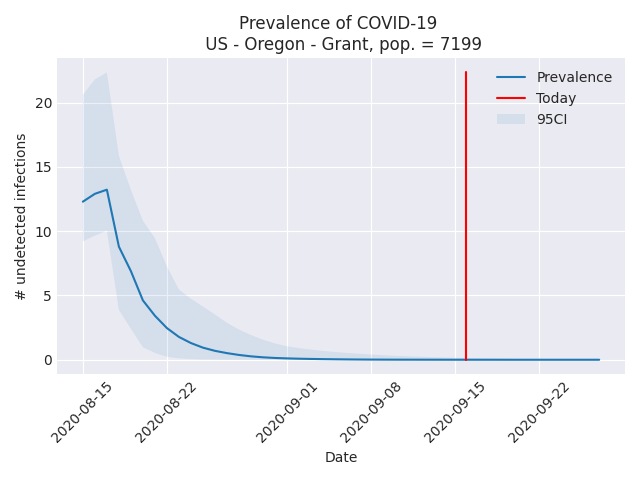 Prevalence of COVID-19
US - Oregon - Grant, pop. = 7199
Prevalence
Today
95CI
# undetected infections
20
15
10
5
0
2020-08-15
2020-08-22
2020-09-01
2020-09-08
2020-09-15
2020-09-22
Date